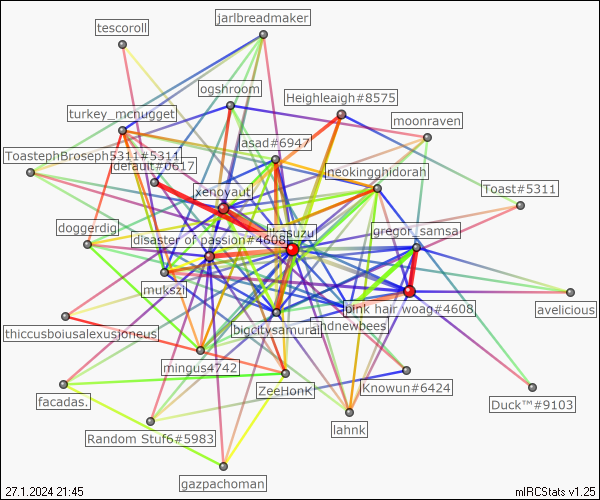 jarlbreadmaker
tescoroll
ogshroom
Heighleaigh#8575
turkey_mcnugget
moonraven
asad#6947
ToastephBroseph5311#5311
default#0617
neokingghidorah
xenoyaut
Toast#5311
doggerdig
disaster of passion#4608
gregor_samsa
mukszi
pink hair woag#4608
avelicious
thiccusboiusalexusjoneus
bigcitysamurai
andnewbees
mingus4742
ZeeHonK
Knowun#6424
facadas.
Duck™#9103
Random Stuf6#5983
lahnk
gazpachoman
27.1.2024 21:45
mIRCStats v1.25